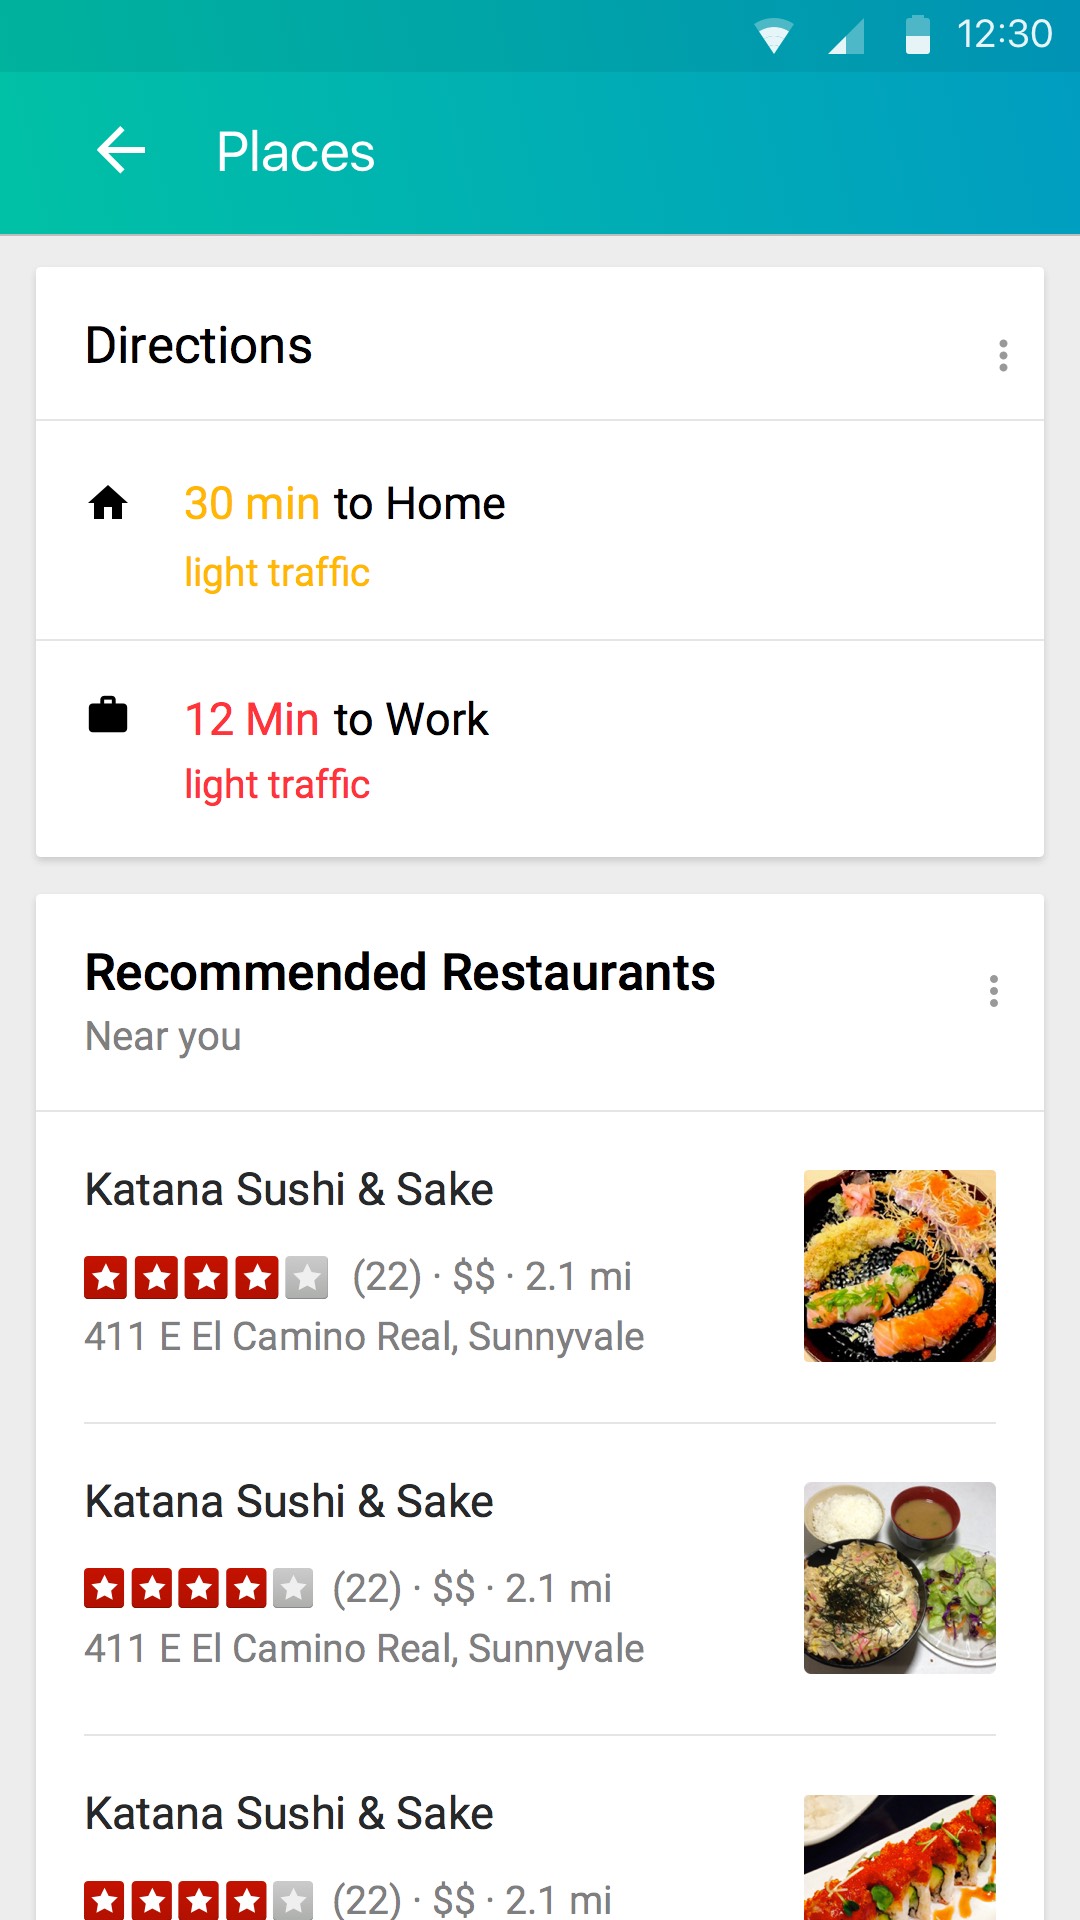 12:30
Places
Directions
30 min to Home
light traffic
12 Min to Work
light traffic
Recommended Restaurants
Near you
Katana Sushi & Sake
(22) · $$ · 2.1 mi
411 E El Camino Real, Sunnyvale
Katana Sushi & Sake
(22) · $$ · 2.1 mi
411 E El Camino Real, Sunnyvale
Katana Sushi & Sake
(22) · $$ · 2.1 mi